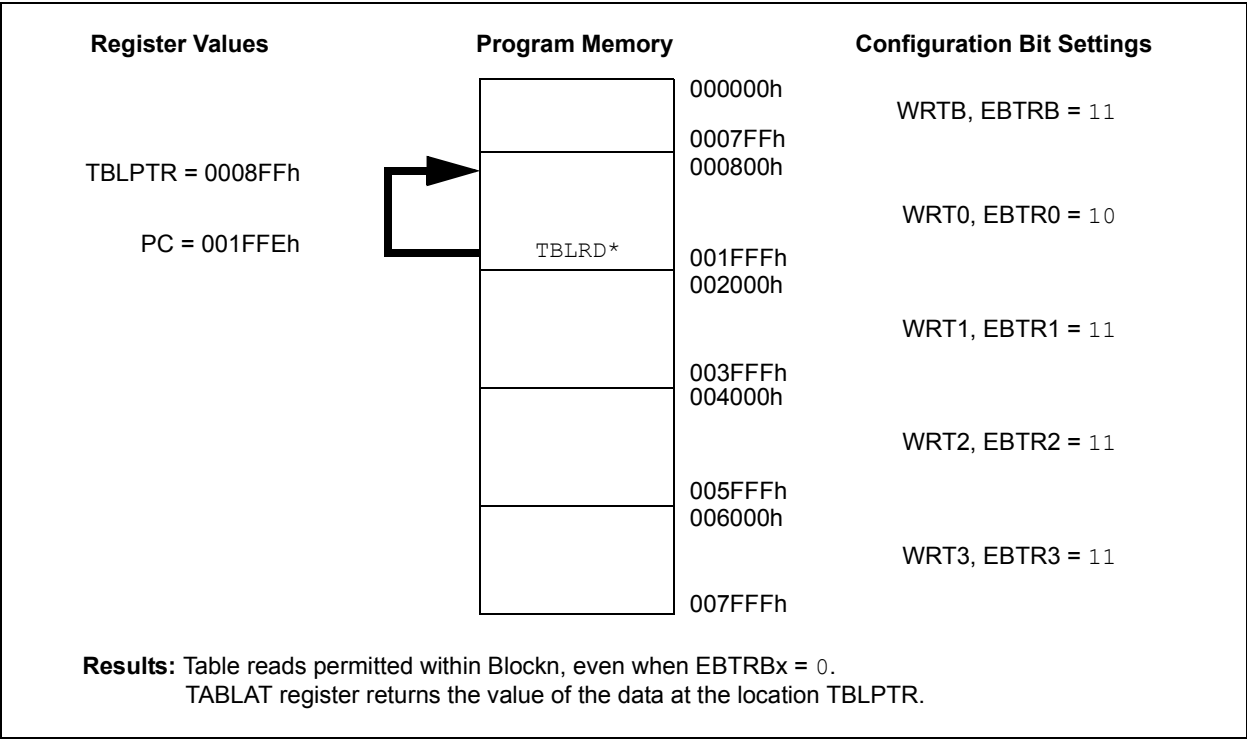 Register Values
Program Memory
Configuration Bit Settings
000000h
WRTB, EBTRB = 11
0007FFh
TBLPTR = 0008FFh
000800h
WRT0, EBTR0 = 10
PC = 001FFEh
TBLRD*
001FFFh
002000h
WRT1, EBTR1 = 11
003FFFh
004000h
WRT2, EBTR2 = 11
005FFFh
006000h
WRT3, EBTR3 = 11
007FFFh
Results: Table reads permitted within Blockn, even when EBTRBx = 0.
TABLAT register returns the value of the data at the location TBLPTR.